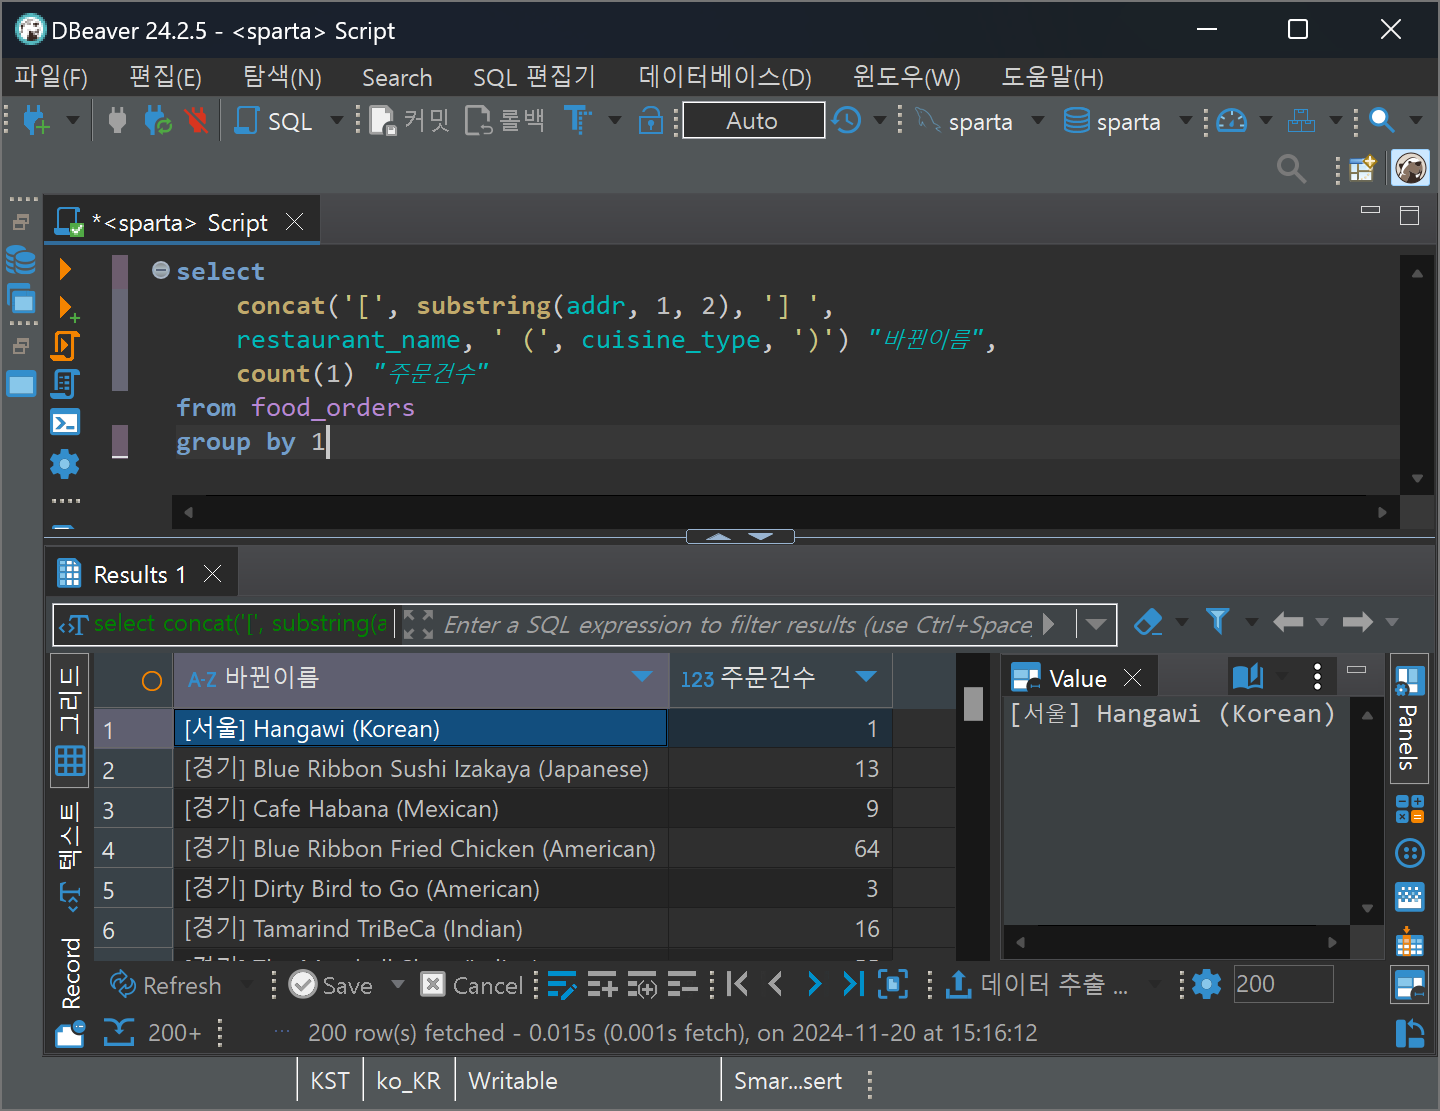 DBeaver 24.2.5 - <sparta> Script
파일(F) 편집(E) 탐색(N) Search SQL 편집기 데이터베이스(D) 윈도우(W) 도움말(H)
SQL 커밋 롤백 Auto sparta sparta
*<sparta> Script
select
concat('[', substring(addr, 1, 2), '] ',
restaurant_name, ' (', cuisine_type, ')') "바뀐이름",
count(1) "주문건수"
from food_orders
group by 1
Results 1
select concat('[', substring(a Enter a SQL expression to filter results (use Ctrl+Space
그리드
텍스트
Record
A-Z 바뀐이름 123 주문건수
1 [서울] Hangawi (Korean) 1
2 [경기] Blue Ribbon Sushi Izakaya (Japanese) 13
3 [경기] Cafe Habana (Mexican) 9
4 [경기] Blue Ribbon Fried Chicken (American) 64
5 [경기] Dirty Bird to Go (American) 3
6 [경기] Tamarind TriBeCa (Indian) 16
Value
[서울] Hangawi (Korean)
Panels
Refresh Save Cancel 데이터 추출 ... 200
200+ ... 200 row(s) fetched - 0.015s (0.001s fetch), on 2024-11-20 at 15:16:12
KST ko_KR Writable Smar...sert